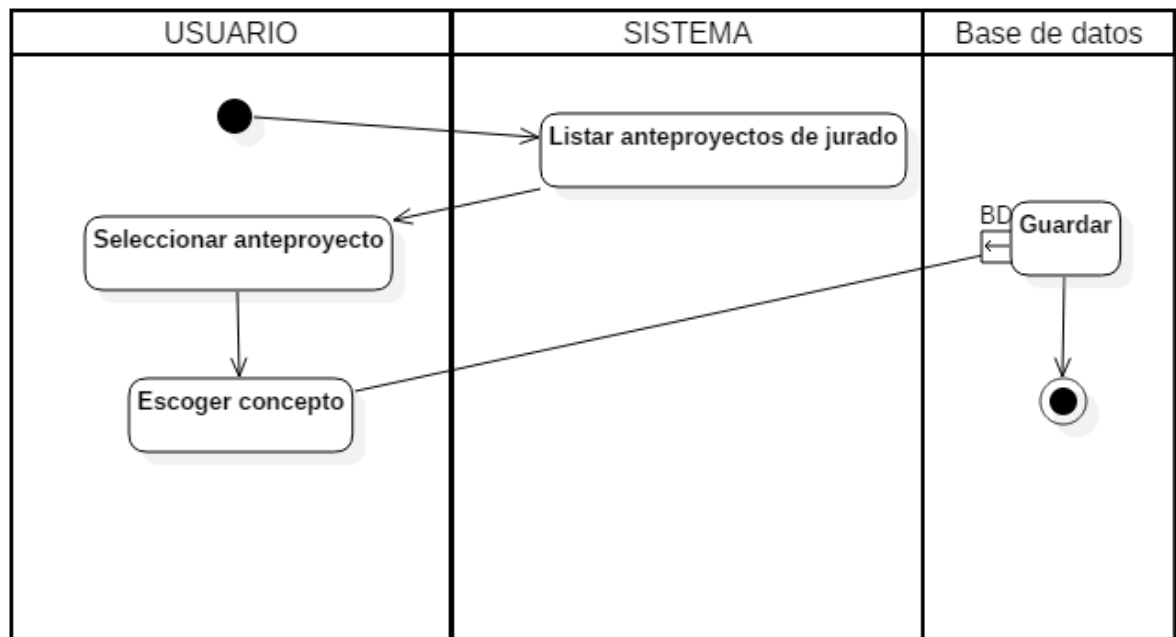 USUARIO
SISTEMA
Base de datos
Listar anteproyectos de jurado
Seleccionar anteproyecto
BD
Guardar
Escoger concepto